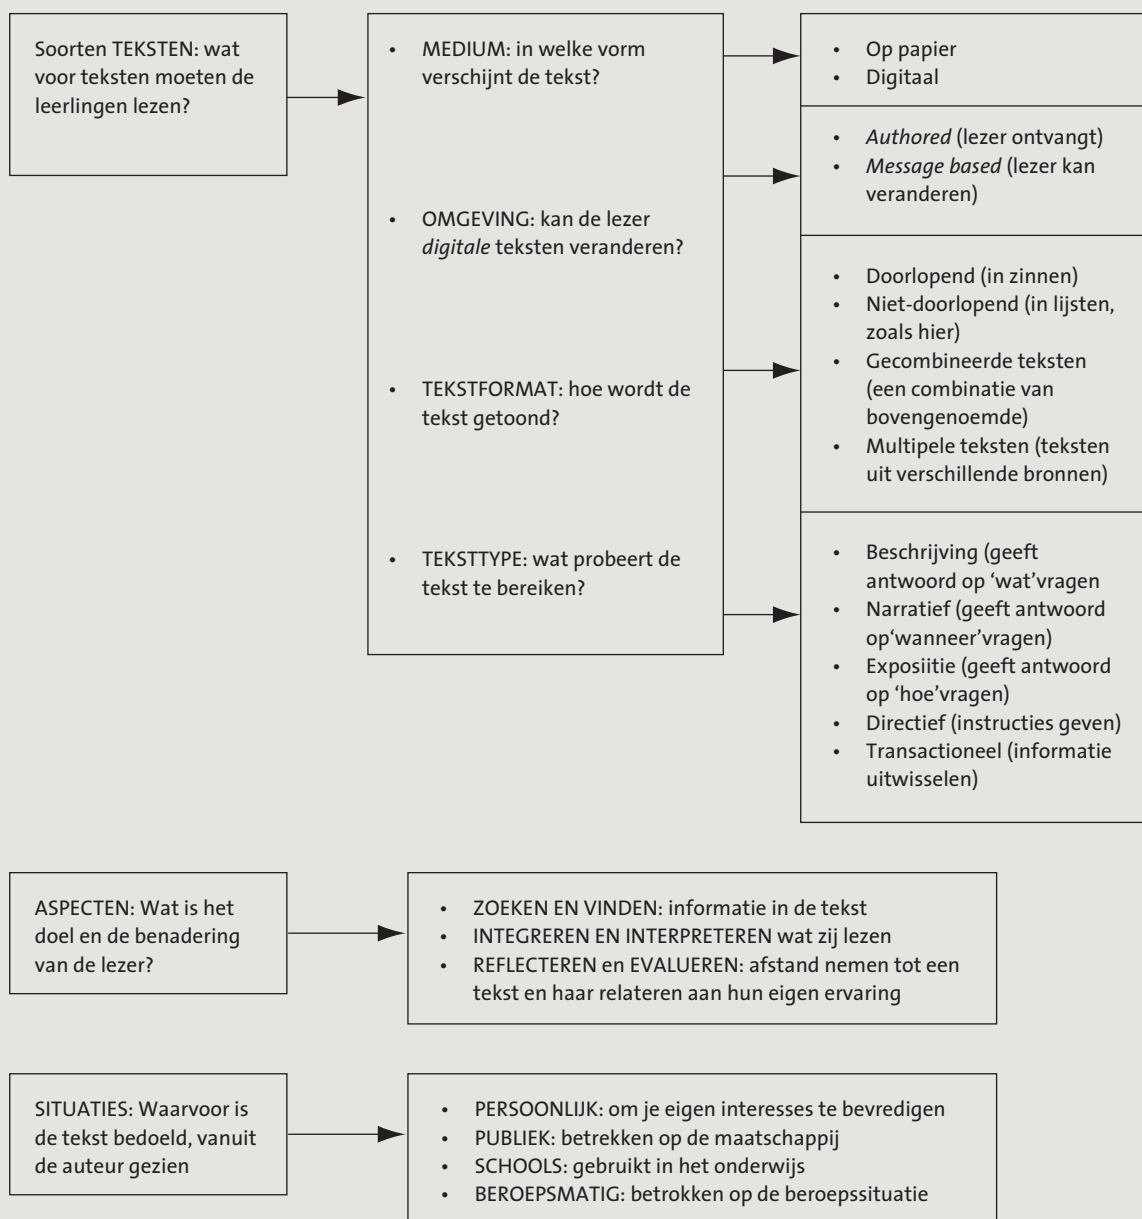 Soorten TEKSTEN: wat
voor teksten moeten de
leerlingen lezen?
• MEDIUM: in welke vorm
verschijnt de tekst?
• OMGEVING: kan de lezer
digitale teksten veranderen?
• TEKSTFORMAT: hoe wordt de
tekst getoond?
• TEKSTTYPE: wat probeert de
tekst te bereiken?
• Op papier
• Digitaal
• Authored (lezer ontvangt)
• Message based (lezer kan
veranderen)
• Doorlopend (in zinnen)
• Niet-doorlopend (in lijsten,
zoals hier)
• Gecombineerde teksten
(een combinatie van
bovengenoemde)
• Multipele teksten (teksten
uit verschillende bronnen)
• Beschrijving (geeft
antwoord op ‘wat’vragen
• Narratief (geeft antwoord
op‘wanneer’vragen)
• Exposiitie (geeft antwoord
op ‘hoe’vragen)
• Directief (instructies geven)
• Transactioneel (informatie
uitwisselen)
ASPECTEN: Wat is het
doel en de benadering
van de lezer?
• ZOEKEN EN VINDEN: informatie in de tekst
• INTEGREREN EN INTERPRETEREN wat zij lezen
• REFLECTEREN en EVALUEREN: afstand nemen tot een
tekst en haar relateren aan hun eigen ervaring
SITUATIES: Waarvoor is
de tekst bedoeld, vanuit
de auteur gezien
• PERSOONLIJK: om je eigen interesses te bevredigen
• PUBLIEK: betrekken op de maatschappij
• SCHOOLS: gebruikt in het onderwijs
• BEROEPSMATIG: betrokken op de beroepssituatie